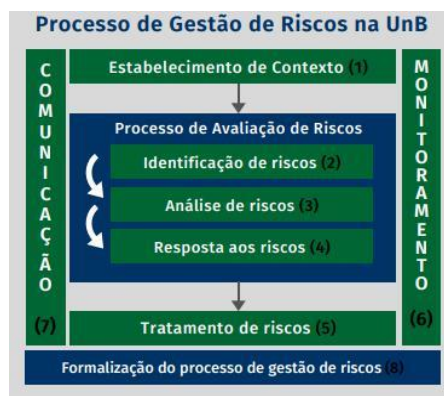 Processo de Gestão de Riscos na UnB
COMUNICAÇÃO
(7)
Estabelecimento de Contexto (1)
Processo de Avaliação de Riscos
Identificação de riscos (2)
Análise de riscos (3)
Resposta aos riscos (4)
Tratamento de riscos (5)
MONITORAMENTO
(6)
Formalização do processo de gestão de riscos (8)